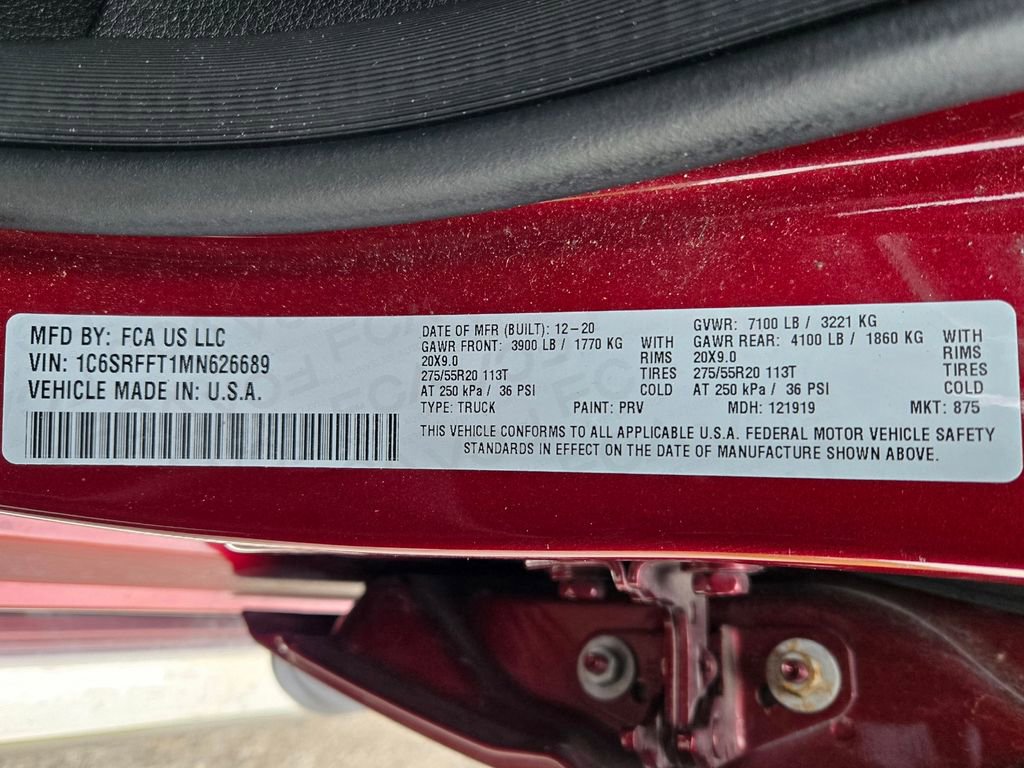 MFD BY: FCA US LLC
VIN: 1C6SRFFT1MN626689
VEHICLE MADE IN: U.S.A.
DATE OF MFR (BUILT): 12-20
GAWR FRONT: 3900 LB / 1770 KG WITH
20X9.0 RIMS
275/55R20 113T TIRES
AT 250 kPa / 36 PSI COLD
GVWR: 7100 LB / 3221 KG
GAWR REAR: 4100 LB / 1860 KG WITH
20X9.0 RIMS
275/55R20 113T TIRES
AT 250 kPa / 36 PSI COLD
TYPE: TRUCK PAINT: PRV MDH: 121919 MKT: 875
THIS VEHICLE CONFORMS TO ALL APPLICABLE U.S.A. FEDERAL MOTOR VEHICLE SAFETY
STANDARDS IN EFFECT ON THE DATE OF MANUFACTURE SHOWN ABOVE.